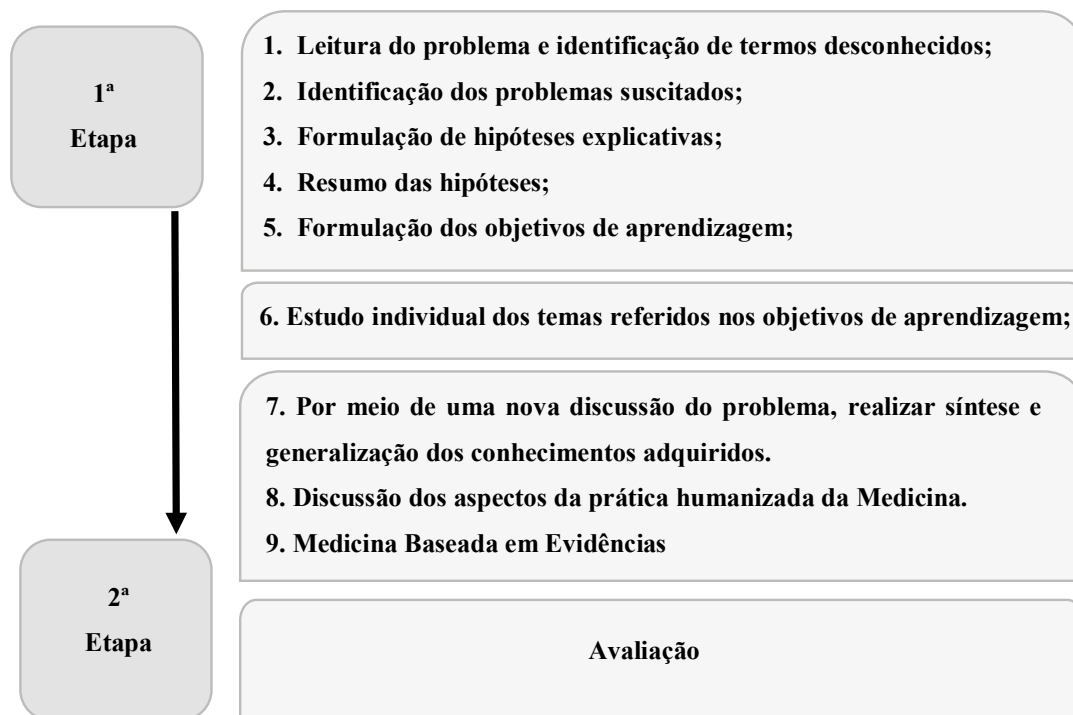 1ª
Etapa
1. Leitura do problema e identificação de termos desconhecidos;
2. Identificação dos problemas suscitados;
3. Formulação de hipóteses explicativas;
4. Resumo das hipóteses;
5. Formulação dos objetivos de aprendizagem;
6. Estudo individual dos temas referidos nos objetivos de aprendizagem;
7. Por meio de uma nova discussão do problema, realizar síntese e
generalização dos conhecimentos adquiridos.
8. Discussão dos aspectos da prática humanizada da Medicina.
9. Medicina Baseada em Evidências
2ª
Etapa
Avaliação